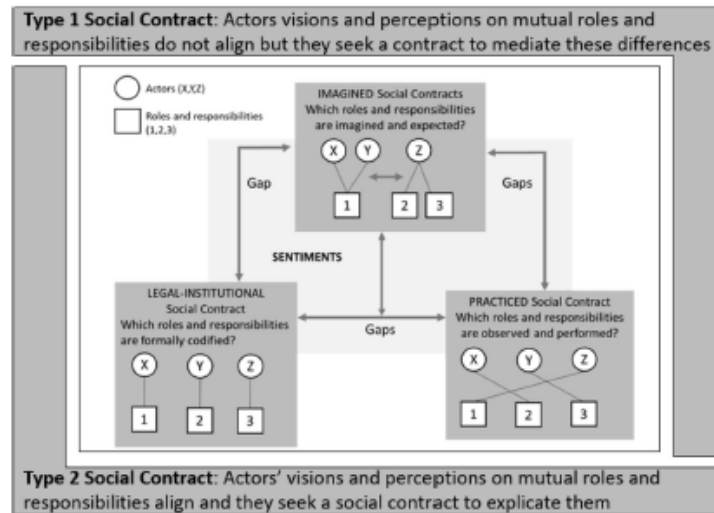 Type 1 Social Contract: Actors visions and perceptions on mutual roles and
responsibilities do not align but they seek a contract to mediate these differences
Actors (X,Y,Z)
Roles and responsibilities
(1,2,3)
IMAGINED Social Contracts
Which roles and responsibilities
are imagined and expected?
X Y Z
1 2 3
Gap
Gaps
SENTIMENTS
LEGAL-INSTITUTIONAL
Social Contract
Which roles and responsibilities
are formally codified?
X Y Z
1 2 3
Gaps
PRACTICED Social Contract
Which roles and responsibilities
are observed and performed?
X Y Z
1 2 3
Type 2 Social Contract: Actors' visions and perceptions on mutual roles and
responsibilities align and they seek a social contract to explicate them